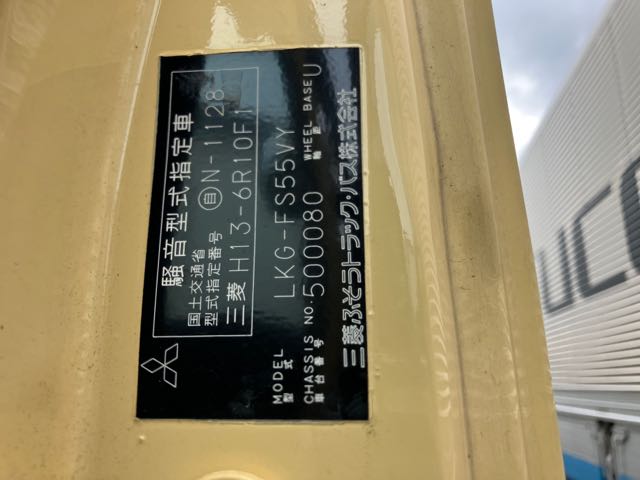 騒音型式指定車
国土交通省
型式指定番号 自N-1128
三菱 H13-6R10F1
MODEL LKG-FS55VY
型式
CHASSIS NO. 500080 WHEEL BASE U
車台番号 軸距
三菱ふそうトラック・バス株式会社